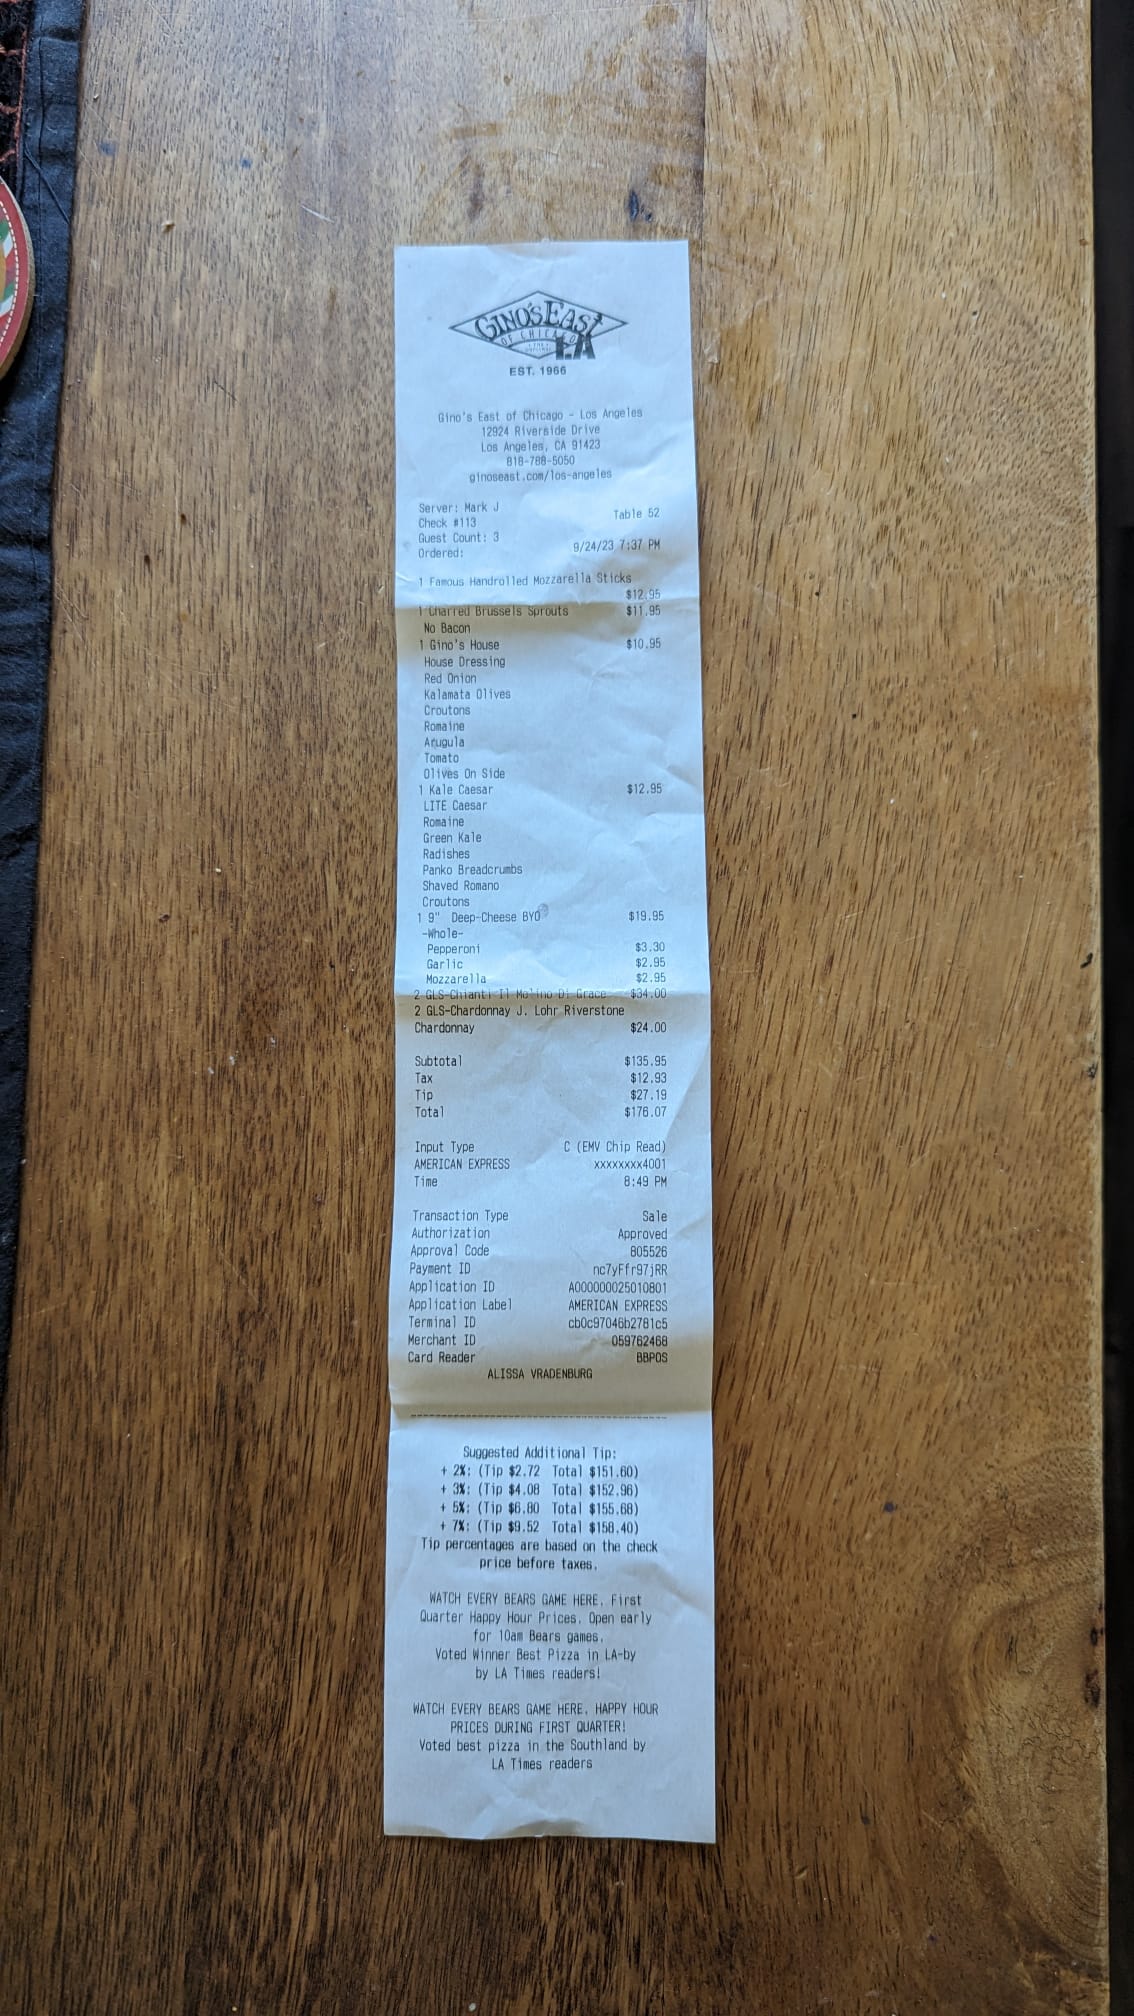 GINO'S EAST
OF CHICAGO
LA
EST. 1966
Gino's East of Chicago - Los Angeles
12924 Riverside Drive
Los Angeles, CA 91423
818-788-5050
ginoseast.com/los-angeles
Server: Mark J
Check #113 Table 52
Guest Count: 3
Ordered: 9/24/23 7:37 PM
1 Famous Handrolled Mozzarella Sticks
$12.95
1 Charred Brussels Sprouts $11.95
No Bacon
1 Gino's House $10.95
House Dressing
Red Onion
Kalamata Olives
Croutons
Romaine
Arugula
Tomato
Olives On Side
1 Kale Caesar $12.95
LITE Caesar
Romaine
Green Kale
Radishes
Panko Breadcrumbs
Shaved Romano
Croutons
1 9" Deep-Cheese BYO $19.95
-Whole-
Pepperoni $3.30
Garlic $2.95
Mozzarella $2.95
2 GLS-Chianti Il Molino Di Grace $34.00
2 GLS-Chardonnay J. Lohr Riverstone
Chardonnay $24.00
Subtotal $135.95
Tax $12.93
Tip $27.19
Total $176.07
Input Type C (EMV Chip Read)
AMERICAN EXPRESS xxxxxxxx4001
Time 8:49 PM
Transaction Type Sale
Authorization Approved
Approval Code 805526
Payment ID nc7yFfr97jRR
Application ID A000000025010801
Application Label AMERICAN EXPRESS
Terminal ID cb0c97046b2781c5
Merchant ID 059762468
Card Reader BBPOS
ALISSA VRADENBURG
Suggested Additional Tip:
+ 2%: (Tip $2.72 Total $151.60)
+ 3%: (Tip $4.08 Total $152.96)
+ 5%: (Tip $6.80 Total $155.68)
+ 7%: (Tip $9.52 Total $158.40)
Tip percentages are based on the check
price before taxes.
WATCH EVERY BEARS GAME HERE. First
Quarter Happy Hour Prices. Open early
for 10am Bears games.
Voted Winner Best Pizza in LA-by
by LA Times readers!
WATCH EVERY BEARS GAME HERE. HAPPY HOUR
PRICES DURING FIRST QUARTER!
Voted best pizza in the Southland by
LA Times readers